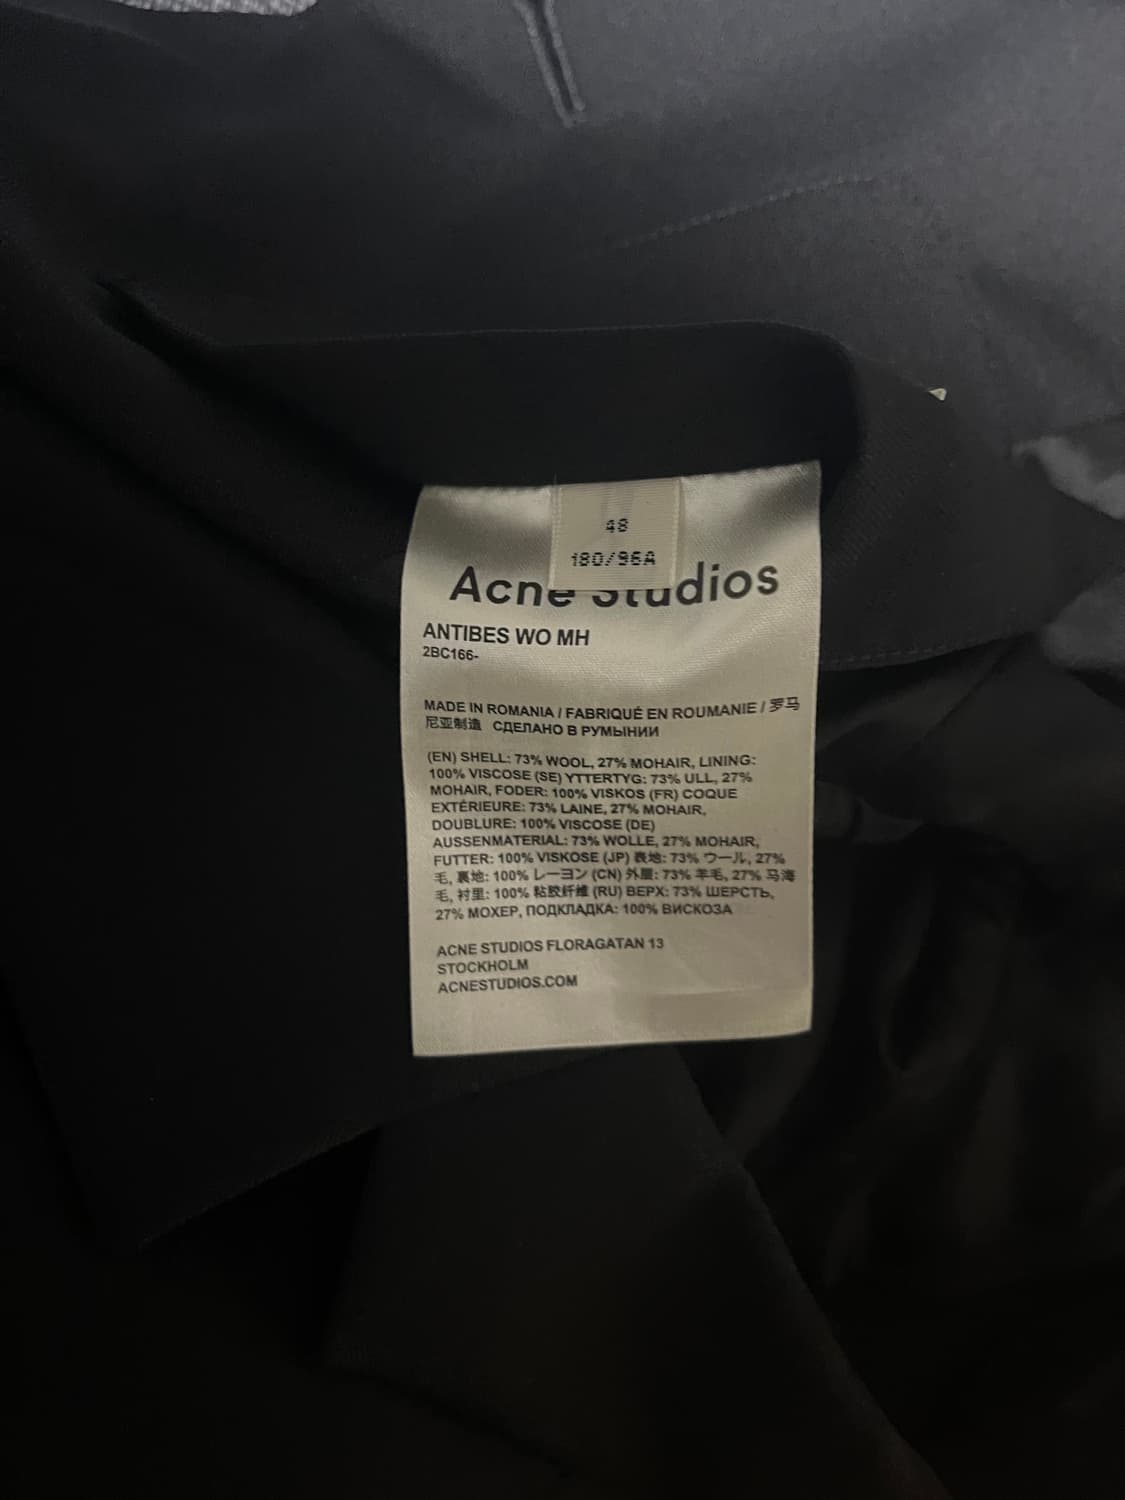 48
180/96A
Acne Studios
ANTIBES WO MH
2BC166-
MADE IN ROMANIA / FABRIQUÉ EN ROUMANIE / 罗马
尼亚制造 СДЕЛАНО В РУМЫНИИ
(EN) SHELL: 73% WOOL, 27% MOHAIR, LINING:
100% VISCOSE (SE) YTTERTYG: 73% ULL, 27%
MOHAIR, FODER: 100% VISKOS (FR) COQUE
EXTÉRIEURE: 73% LAINE, 27% MOHAIR,
DOUBLURE: 100% VISCOSE (DE)
AUSSENMATERIAL: 73% WOLLE, 27% MOHAIR,
FUTTER: 100% VISKOSE (JP) 表地: 73% ウール, 27%
毛, 裏地: 100% レーヨン (CN) 外层: 73% 羊毛, 27% 马海
毛, 衬里: 100% 粘胶纤维 (RU) ВЕРХ: 73% ШЕРСТЬ,
27% МОХЕР, ПОДКЛАДКА: 100% ВИСКОЗА
ACNE STUDIOS FLORAGATAN 13
STOCKHOLM
ACNESTUDIOS.COM